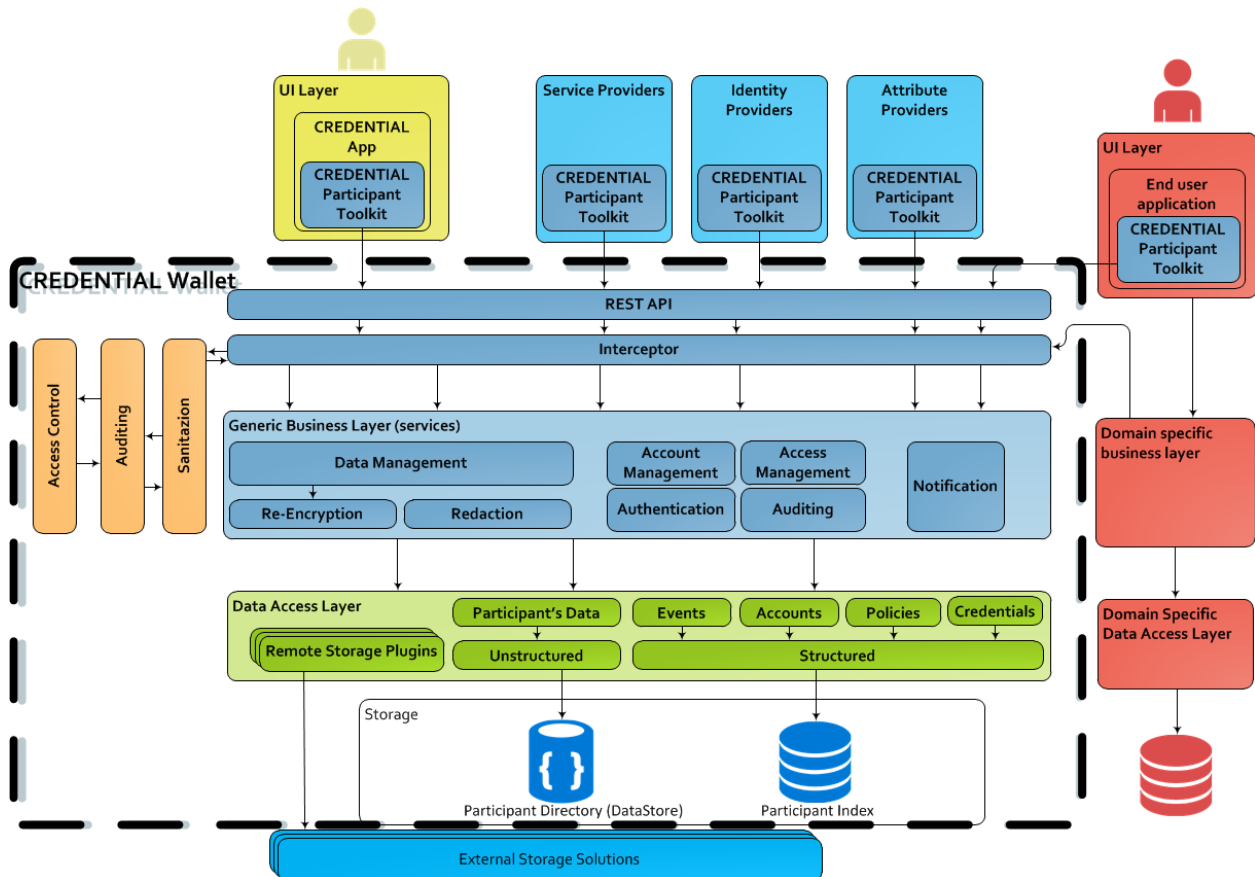 UI Layer
CREDENTIAL
App
CREDENTIAL
Participant
Toolkit
Service Providers
CREDENTIAL
Participant
Toolkit
Identity
Providers
CREDENTIAL
Participant
Toolkit
Attribute
Providers
CREDENTIAL
Participant
Toolkit
UI Layer
End user
application
CREDENTIAL
Participant
Toolkit
CREDENTIAL Wallet
REST API
Interceptor
Access Control
Auditing
Sanitazion
Generic Business Layer (services)
Data Management
Re-Encryption
Redaction
Account
Management
Access
Management
Authentication
Auditing
Notification
Domain specific
business layer
Data Access Layer
Remote Storage Plugins
Participant's Data
Events
Accounts
Policies
Credentials
Unstructured
Structured
Domain Specific
Data Access Layer
Storage
{ }
Participant Directory (DataStore)
Participant Index
External Storage Solutions